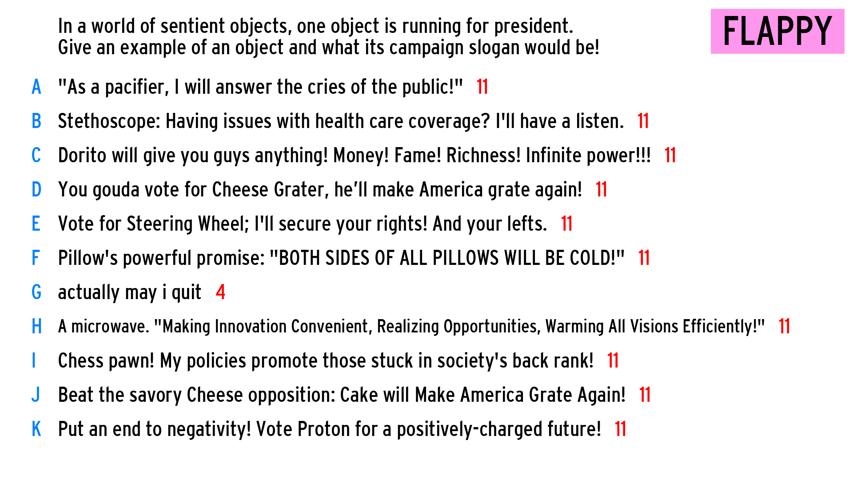 In a world of sentient objects, one object is running for president.
Give an example of an object and what its campaign slogan would be!
FLAPPY
A "As a pacifier, I will answer the cries of the public!" 11
B Stethoscope: Having issues with health care coverage? I'll have a listen. 11
C Dorito will give you guys anything! Money! Fame! Richness! Infinite power!!! 11
D You gouda vote for Cheese Grater, he’ll make America grate again! 11
E Vote for Steering Wheel; I'll secure your rights! And your lefts. 11
F Pillow's powerful promise: "BOTH SIDES OF ALL PILLOWS WILL BE COLD!" 11
G actually may i quit 4
H A microwave. "Making Innovation Convenient, Realizing Opportunities, Warming All Visions Efficiently!" 11
I Chess pawn! My policies promote those stuck in society's back rank! 11
J Beat the savory Cheese opposition: Cake will Make America Grate Again! 11
K Put an end to negativity! Vote Proton for a positively-charged future! 11